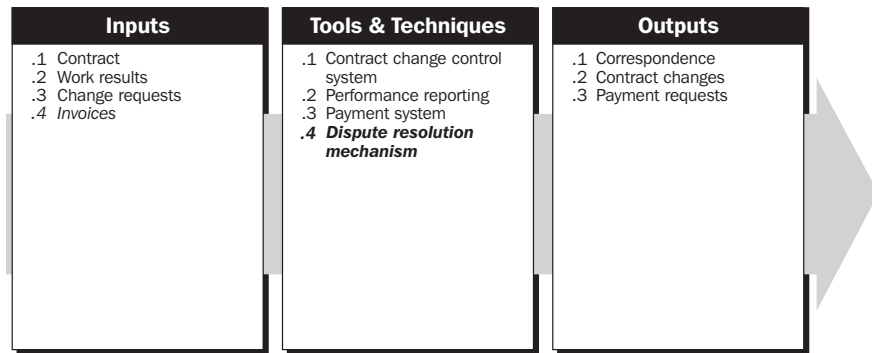 Inputs
.1 Contract
.2 Work results
.3 Change requests
.4 Invoices
Tools & Techniques
.1 Contract change control
system
.2 Performance reporting
.3 Payment system
.4 Dispute resolution
mechanism
Outputs
.1 Correspondence
.2 Contract changes
.3 Payment requests